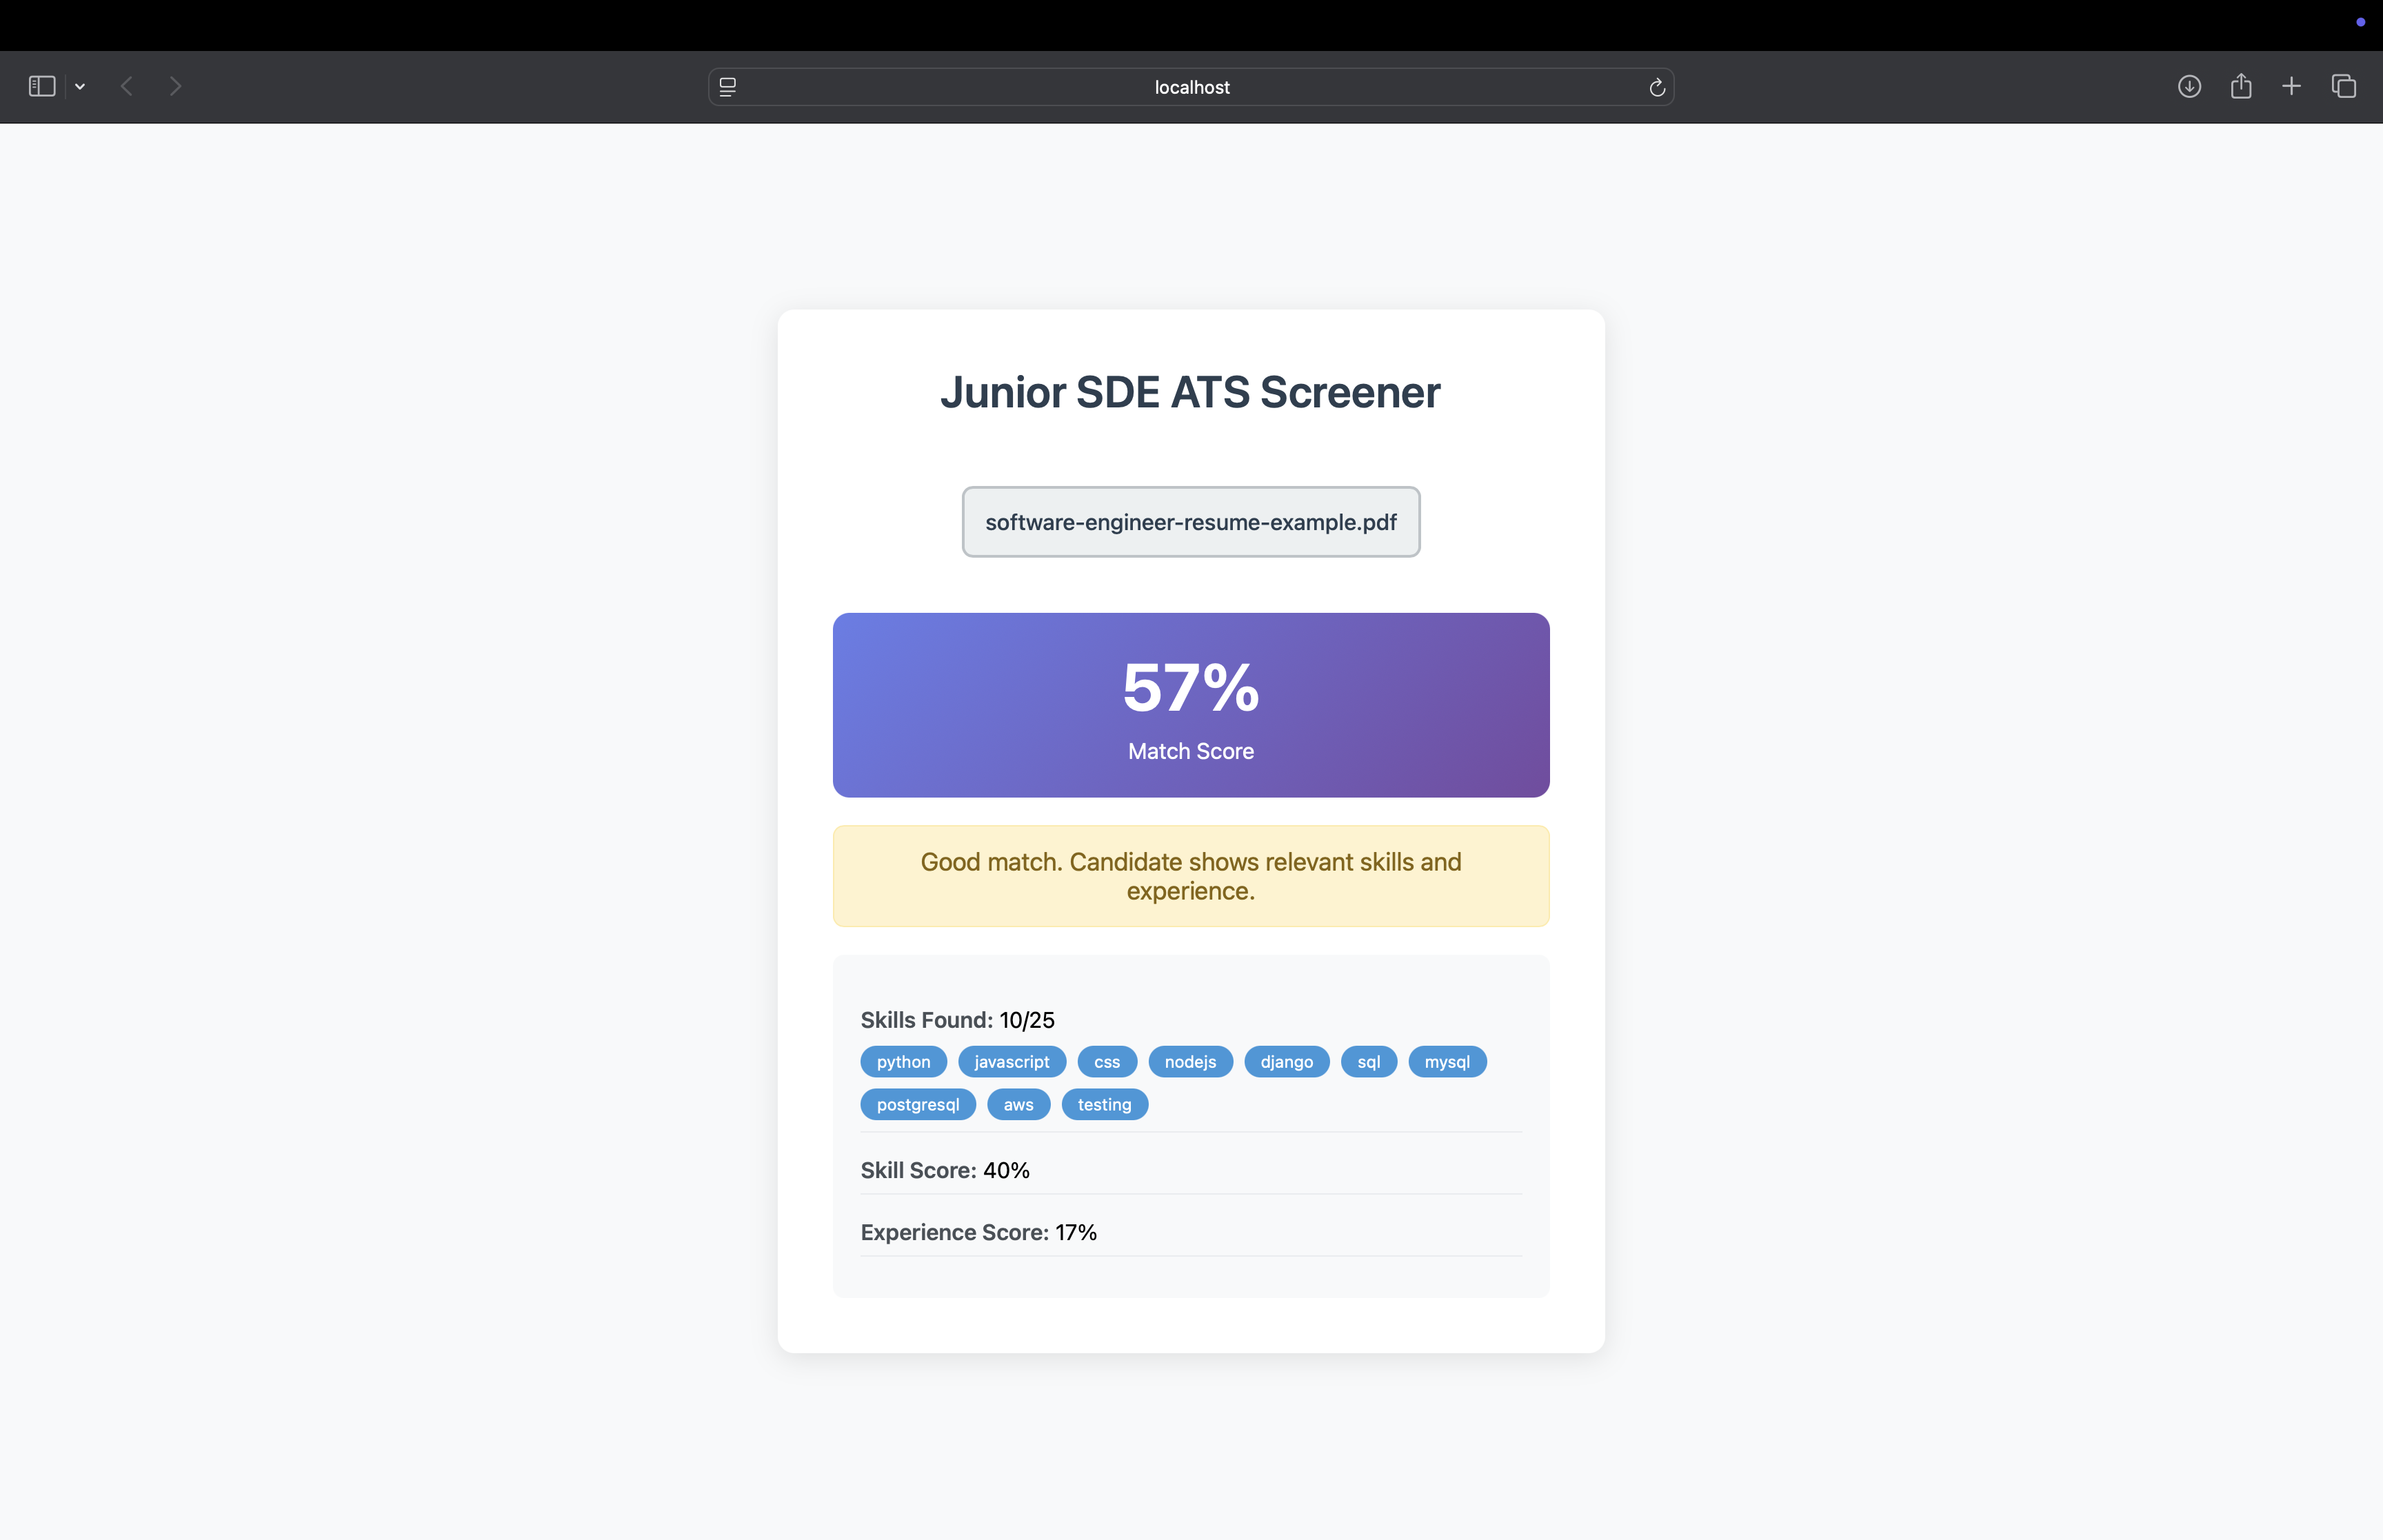 localhost
Junior SDE ATS Screener
software-engineer-resume-example.pdf
57%
Match Score
Good match. Candidate shows relevant skills and
experience.
Skills Found: 10/25
python javascript css nodejs django sql mysql
postgresql aws testing
Skill Score: 40%
Experience Score: 17%